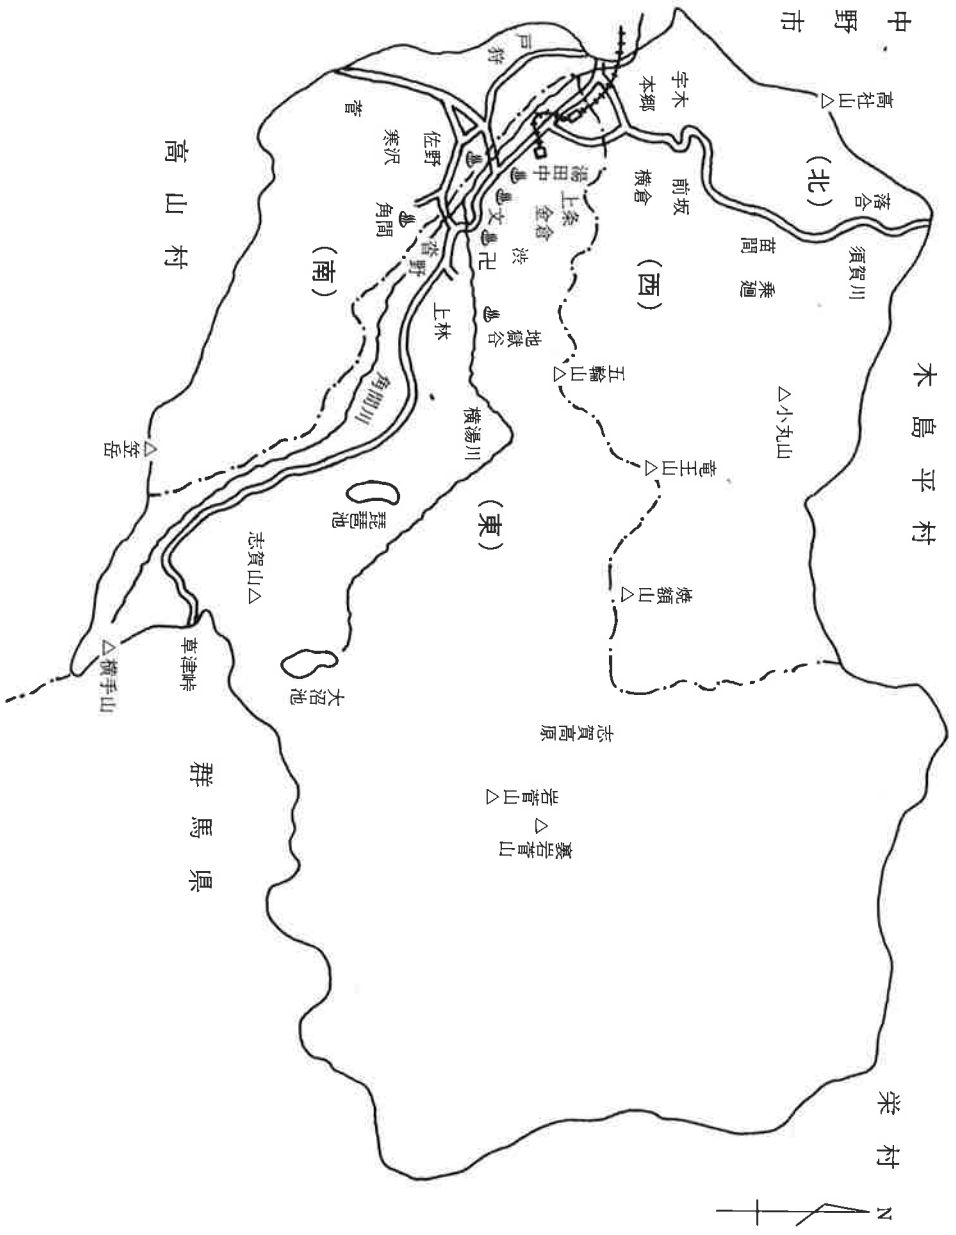 中野市
高社山
宇木
本郷
(北)
落合
前坂
横倉
須賀川
苗間
乗廻
(西)
木島平村
小丸山
戸狩
菅
佐野
寒沢
湯田中
上条
金倉
文
卍
渋
角間
沓野
(南)
高山村
上林
地獄谷
五輪山
角間川
横湯川
竜王山
笠岳
琵琶池
(東)
志賀山
焼額山
草津峠
横手山
大沼池
志賀高原
群馬県
岩菅山
裏岩菅山
栄村
N